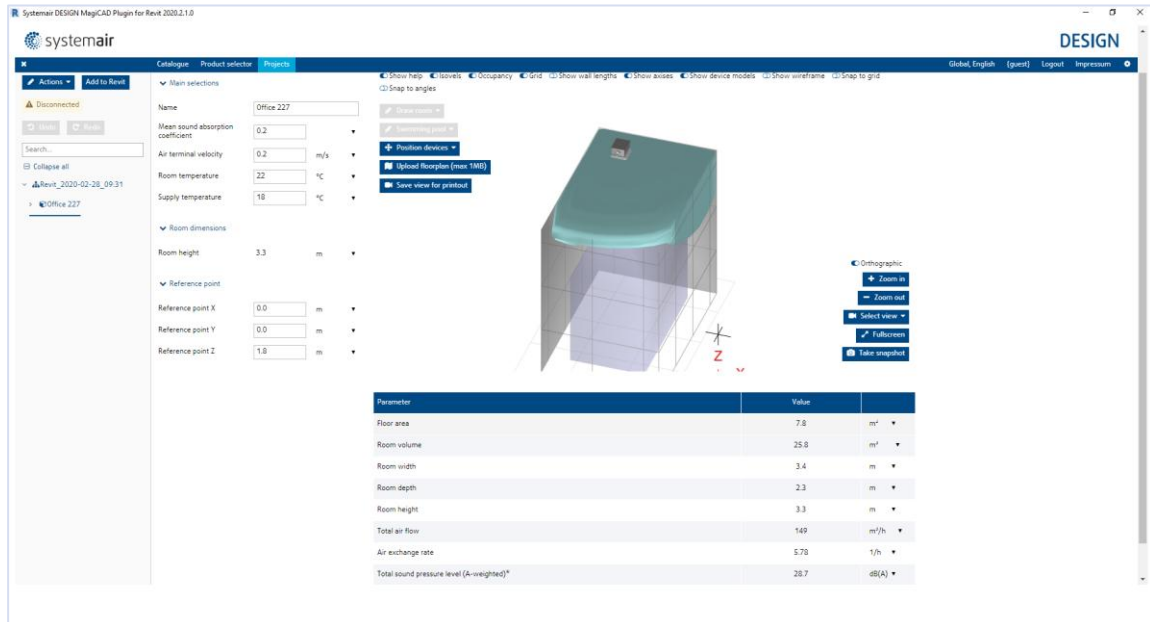 Systemair DESIGN MagiCAD Plugin for Revit 2020.2.1.0
systemair
DESIGN
Catalogue Product selector Projects
Global, English (guest) Logout Impressum
Actions Add to Revit
Disconnected
Undo Redo
Search...
Collapse all
Revit_2020-02-28_09:31
Office 227
Main selections
Name Office 227
Mean sound absorption
coefficient 0.2
Air terminal velocity 0.2 m/s
Room temperature 22 °C
Supply temperature 18 °C
Room dimensions
Room height 3.3 m
Reference point
Reference point X 0.0 m
Reference point Y 0.0 m
Reference point Z 1.8 m
Show help Isovels Occupancy Grid Show wall lengths Show axises Show device models Show wireframe Snap to grid
Snap to angles
Draw room
Swimming pool
Position devices
Upload floorplan (max 1MB)
Save view for printout
Z
X
Orthographic
Zoom in
Zoom out
Select view
Fullscreen
Take snapshot
Parameter Value
Floor area 7.8 m²
Room volume 25.8 m³
Room width 3.4 m
Room depth 2.3 m
Room height 3.3 m
Total air flow 149 m³/h
Air exchange rate 5.78 1/h
Total sound pressure level (A-weighted)* 28.7 dB(A)